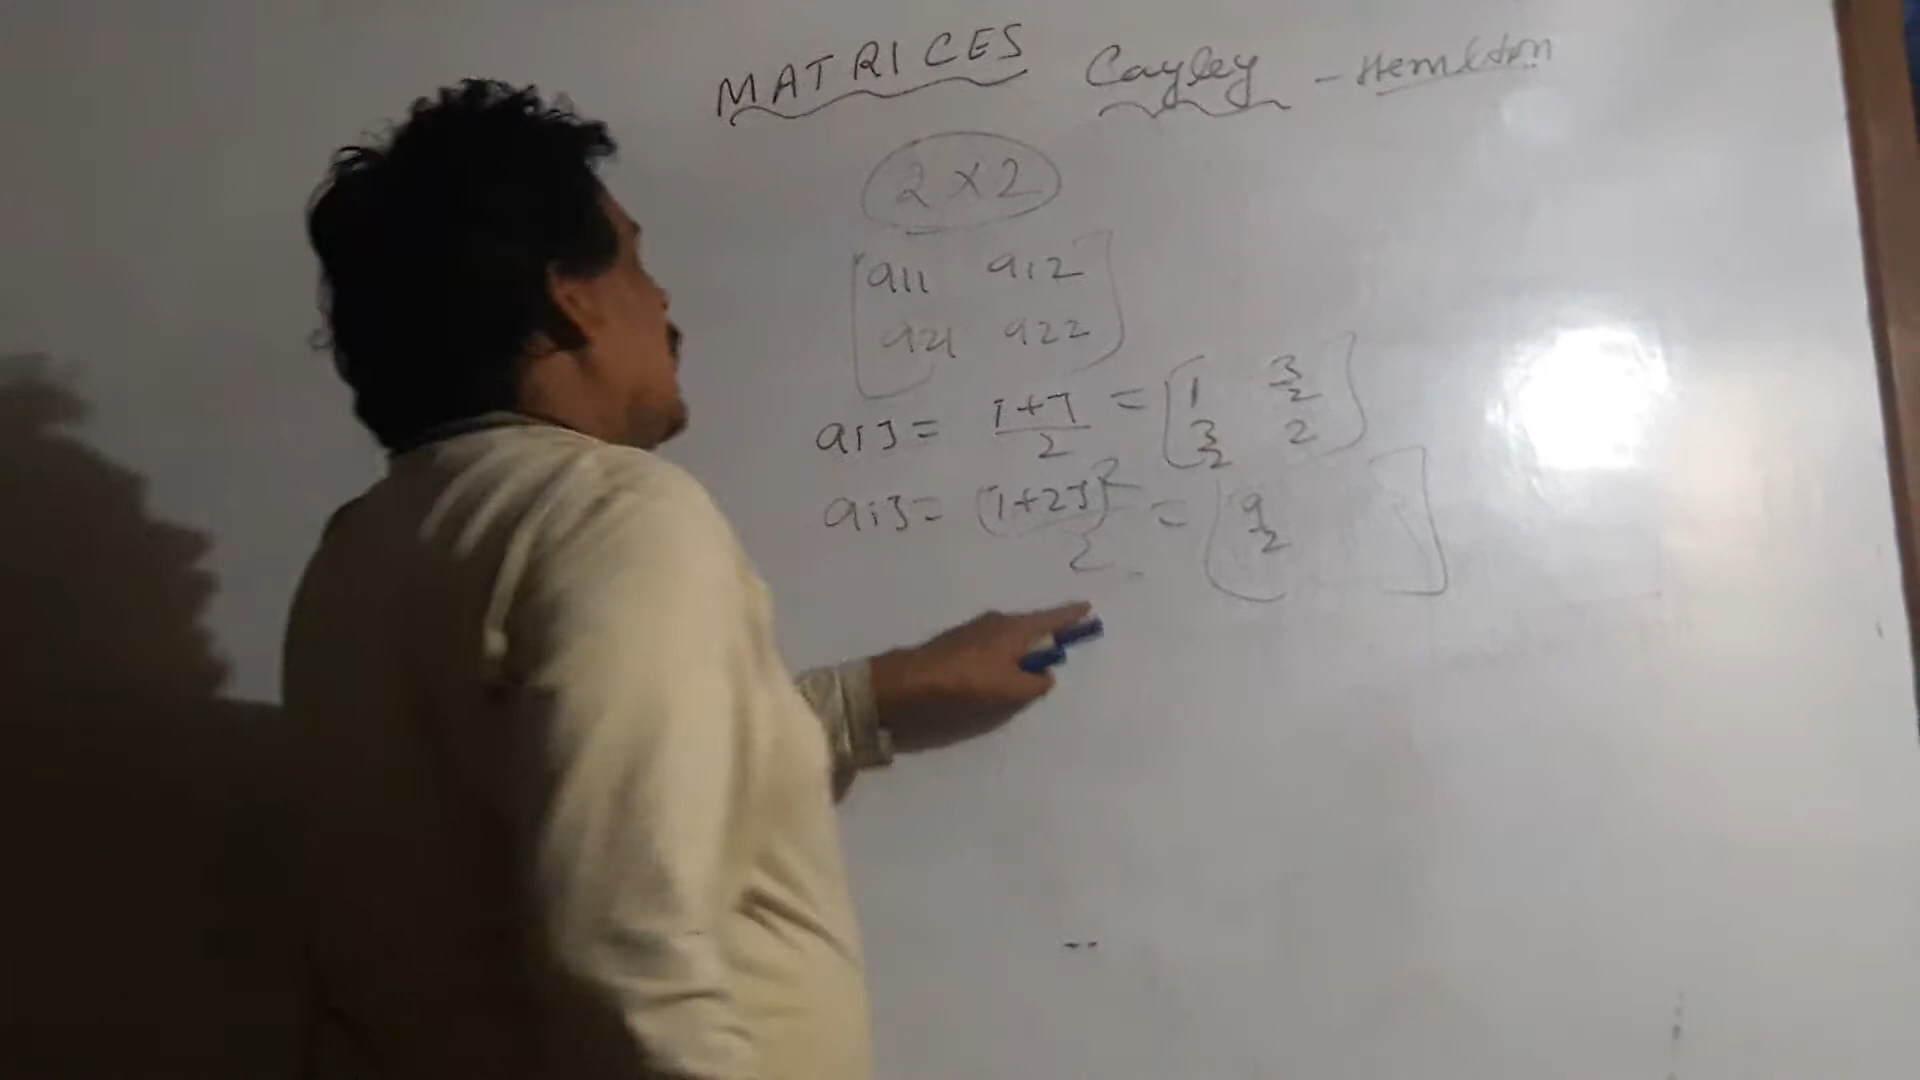 MATRICES Cayley - Hemilton
2 X 2
[a11 a12
a21 a22]
aij = i+j/2 = [1 3/2
3/2 2]
aij = (i+2j)²/2 = [9/2 ]